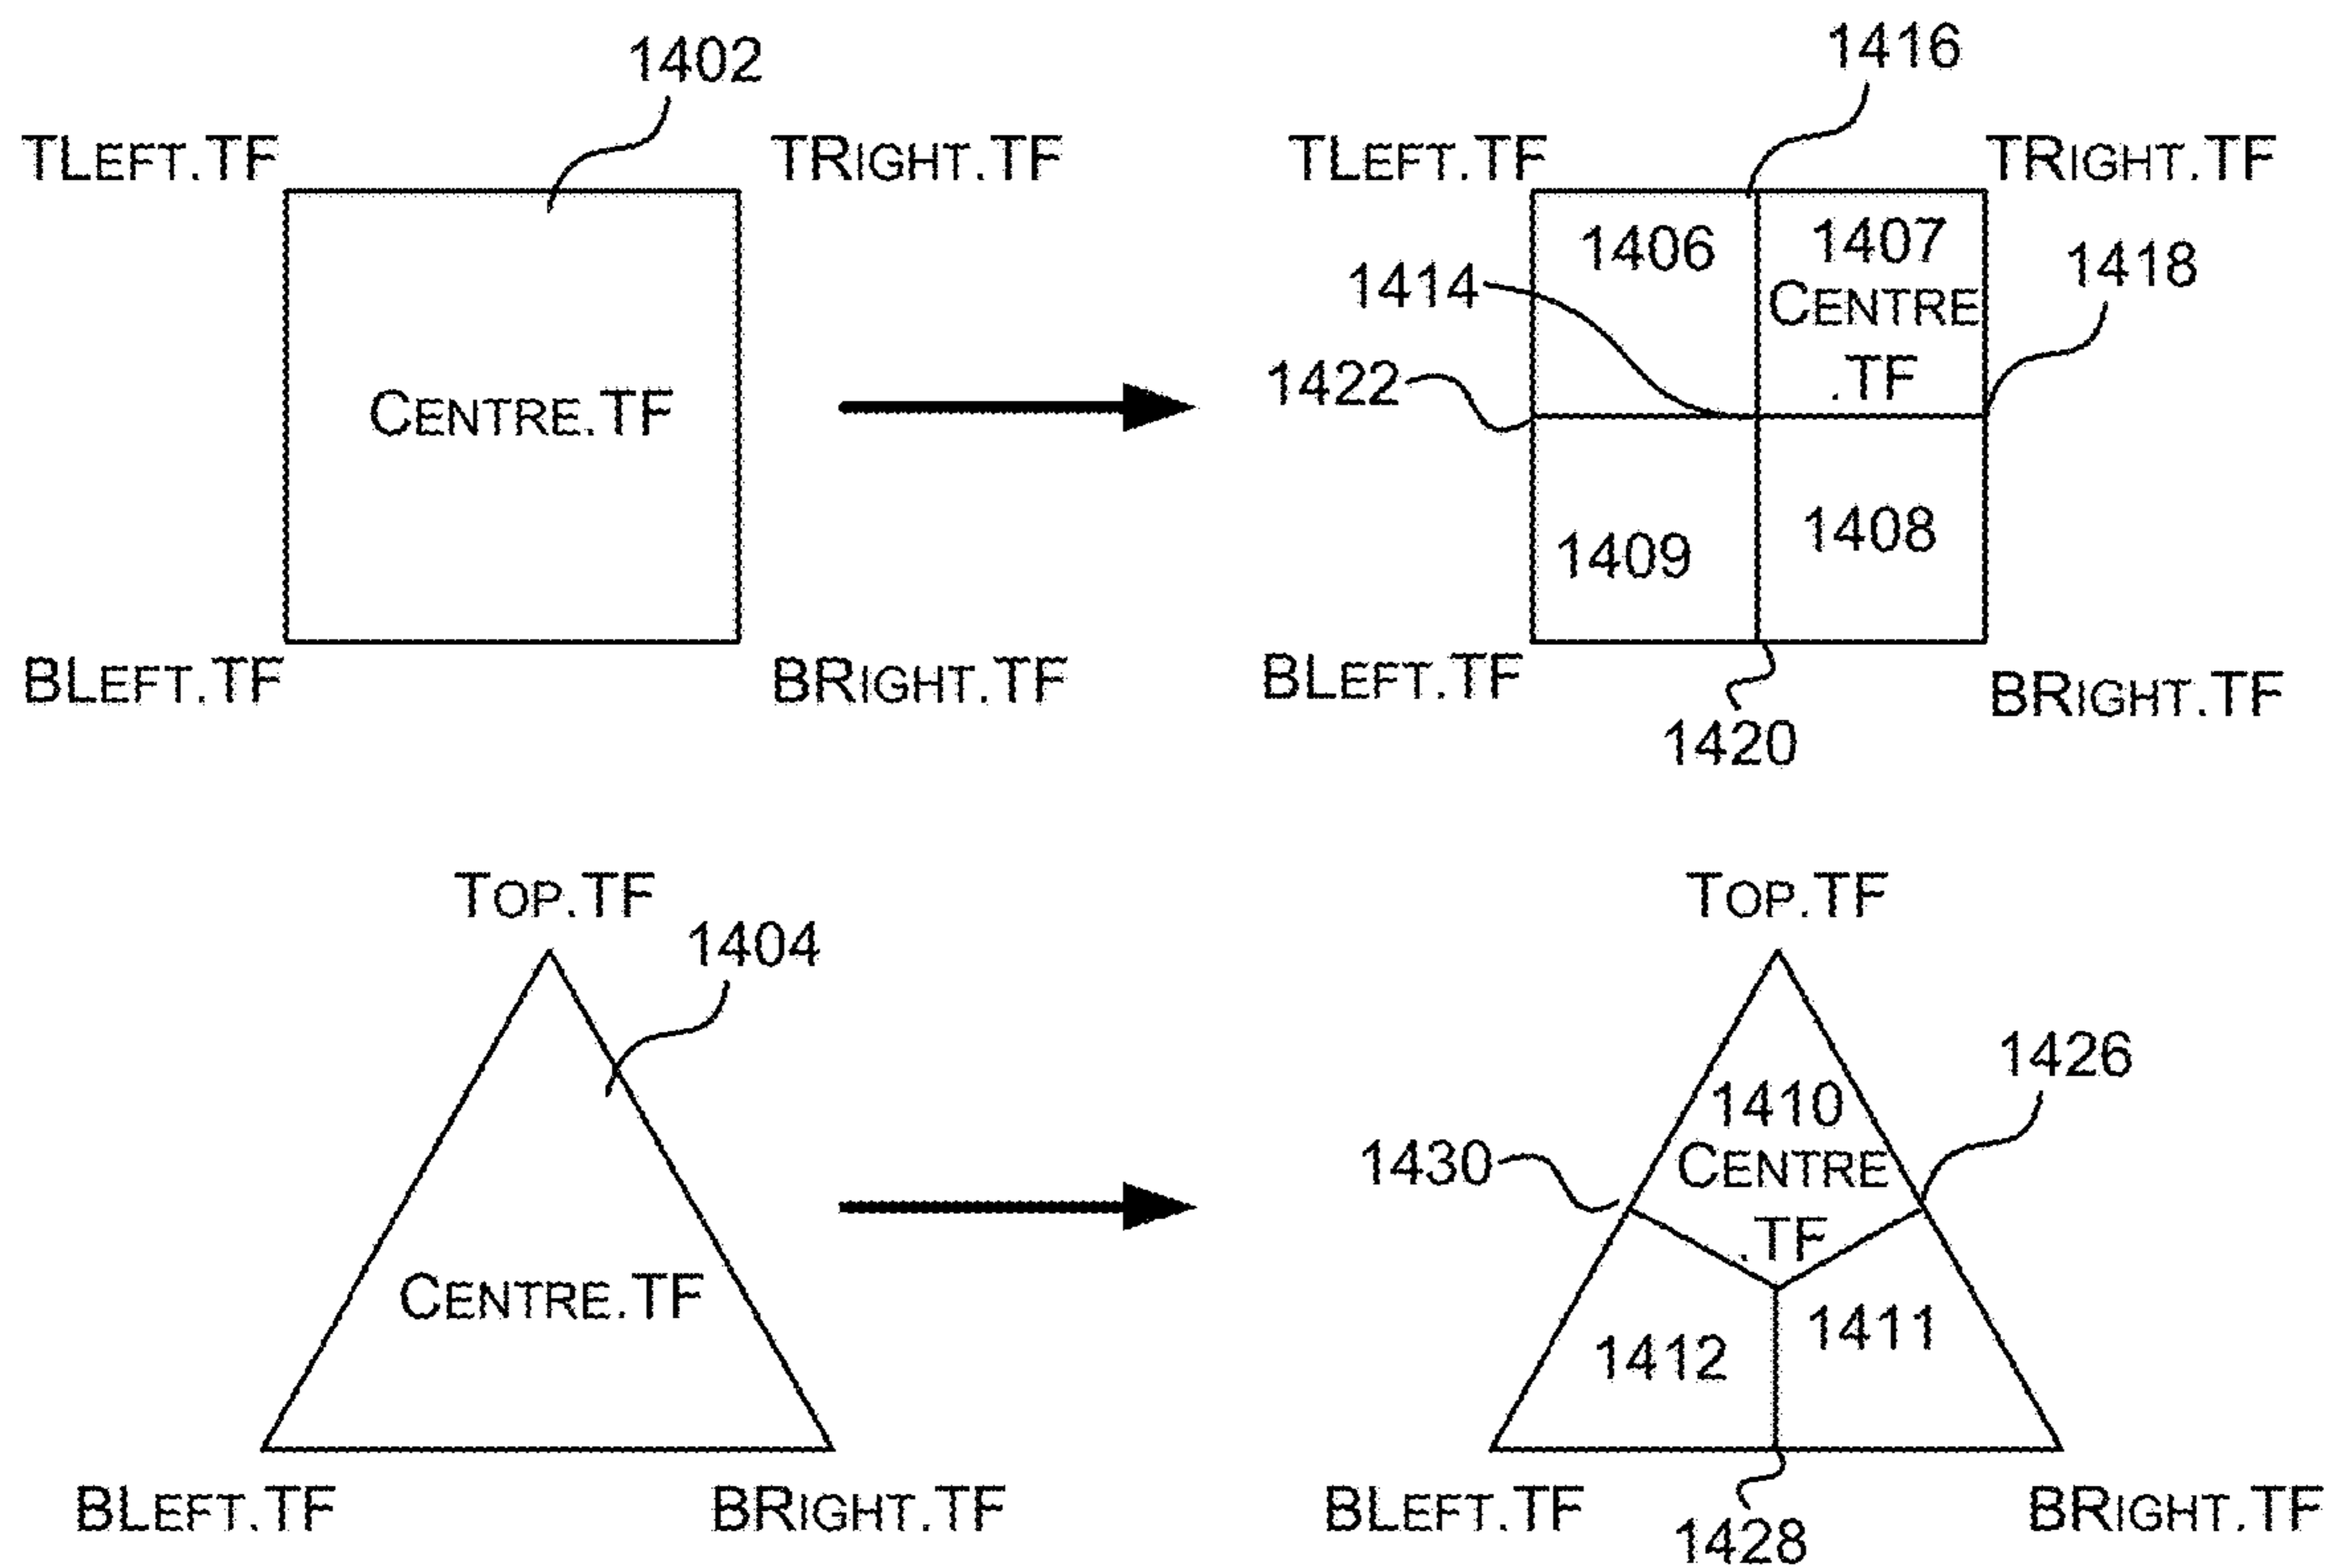 1402
TLEFT.TF
TRIGHT.TF
CENTRE.TF
BLEFT.TF
BRIGHT.TF
1416
TLEFT.TF
TRIGHT.TF
1406
1407
CENTRE
.TF
1414
1418
1422
1409
1408
BLEFT.TF
BRIGHT.TF
1420
TOP.TF
1404
CENTRE.TF
BLEFT.TF
BRIGHT.TF
TOP.TF
1426
1410
CENTRE
.TF
1430
1412
1411
BLEFT.TF
BRIGHT.TF
1428